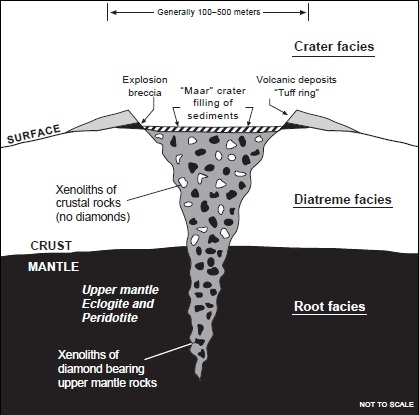 Generally 100–500 meters
Crater facies
Explosion
breccia
“Maar” crater
filling of
sediments
Volcanic deposits
“Tuff ring”
SURFACE
Xenoliths of
crustal rocks
(no diamonds)
Diatreme facies
CRUST
MANTLE
Upper mantle
Eclogite and
Peridotite
Root facies
Xenoliths of
diamond bearing
upper mantle rocks
NOT TO SCALE